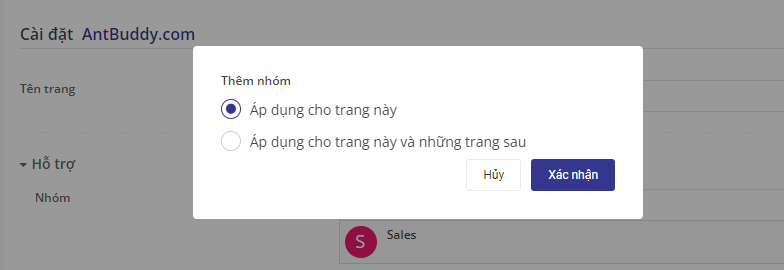 Cài đặt AntBuddy.com
Thêm nhóm
Tên trang
Áp dụng cho trang này
Áp dụng cho trang này và những trang sau
Hỗ trợ
Hủy Xác nhận
Nhóm
S Sales